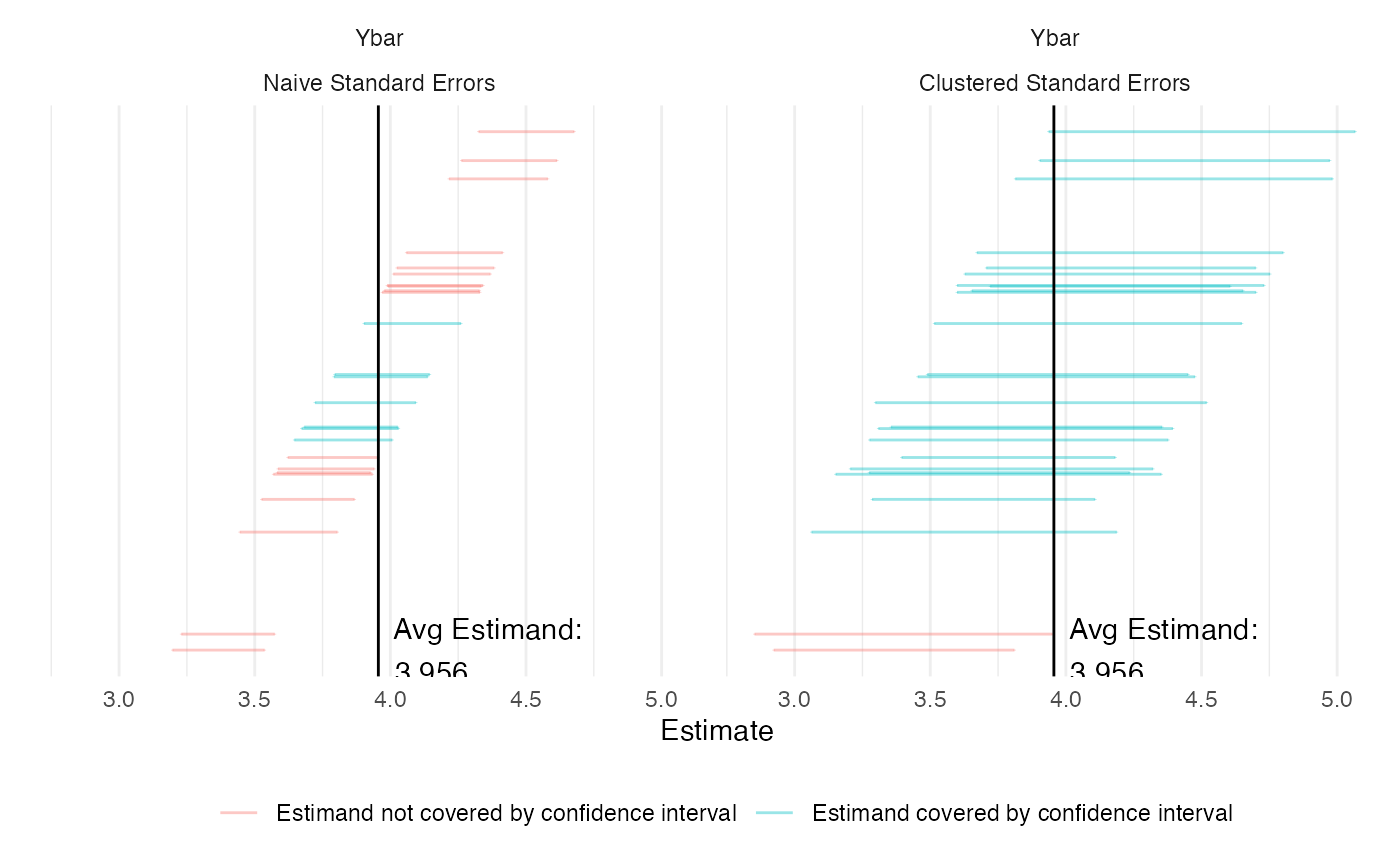 Ybar
Naive Standard Errors
Ybar
Clustered Standard Errors
Avg Estimand:
3.956
Avg Estimand:
3.956
3.0 3.5 4.0 4.5 5.0
3.0 3.5 4.0 4.5 5.0
Estimate
Estimand not covered by confidence interval
Estimand covered by confidence interval